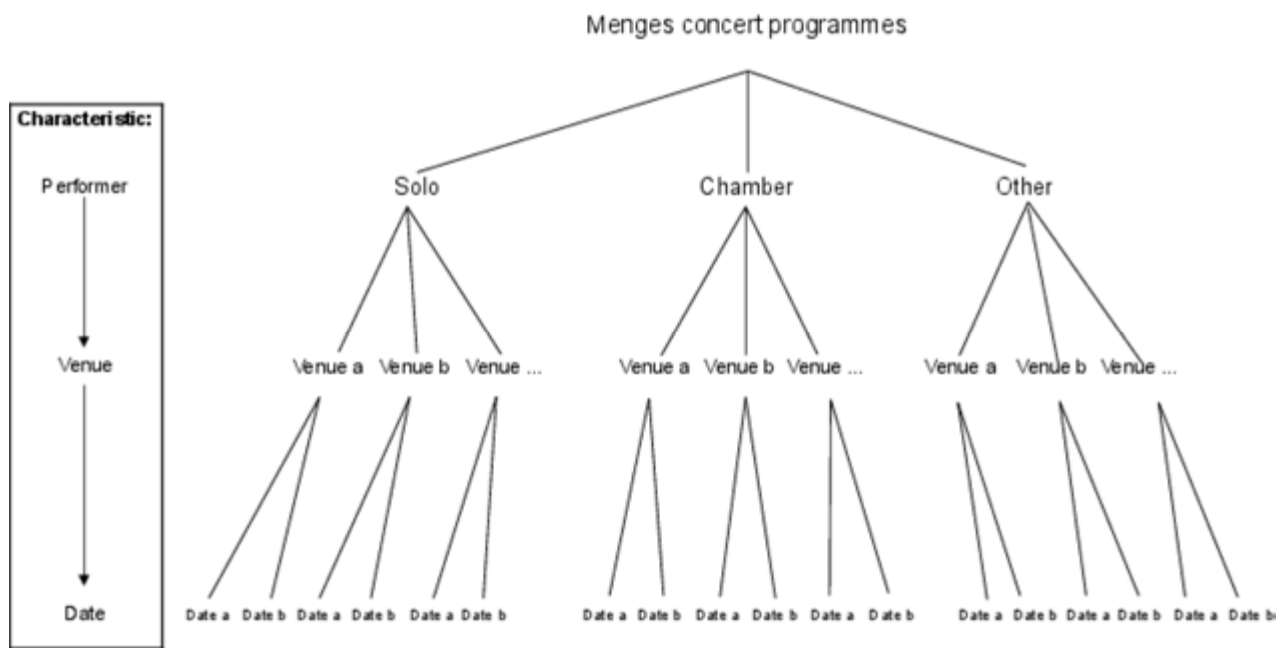 Menges concert programmes
Characteristic:
Performer
Solo
Chamber
Other
Venue
Venue a Venue b Venue ...
Venue a Venue b Venue ...
Venue a Venue b Venue ...
Date
Date a Date b Date a Date b Date a Date b
Date a Date b Date a Date b Date a Date b
Date a Date b Date a Date b Date a Date b